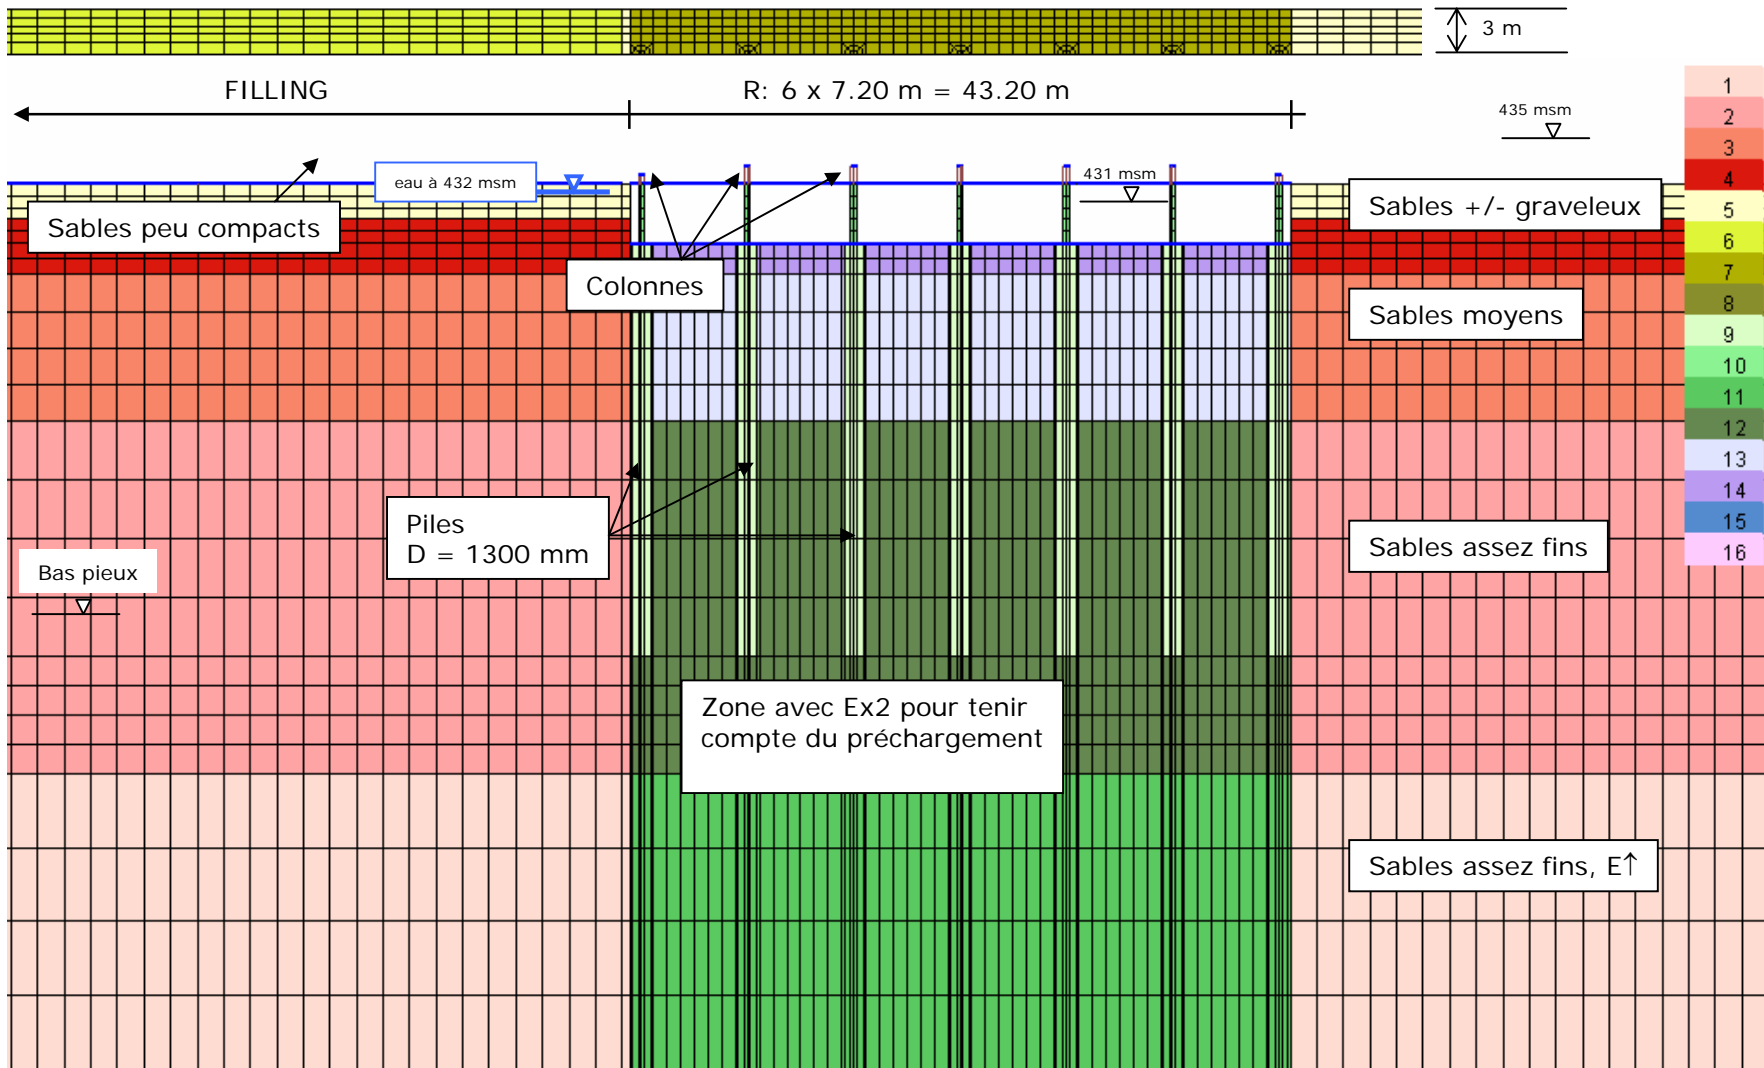 3 m
FILLING
R: 6 x 7.20 m = 43.20 m
435 msm
eau à 432 msm
431 msm
Sables peu compacts
Sables +/- graveleux
Colonnes
Sables moyens
Piles
D = 1300 mm
Sables assez fins
Bas pieux
Zone avec Ex2 pour tenir
compte du préchargement
Sables assez fins, E↑
1
2
3
4
5
6
7
8
9
10
11
12
13
14
15
16